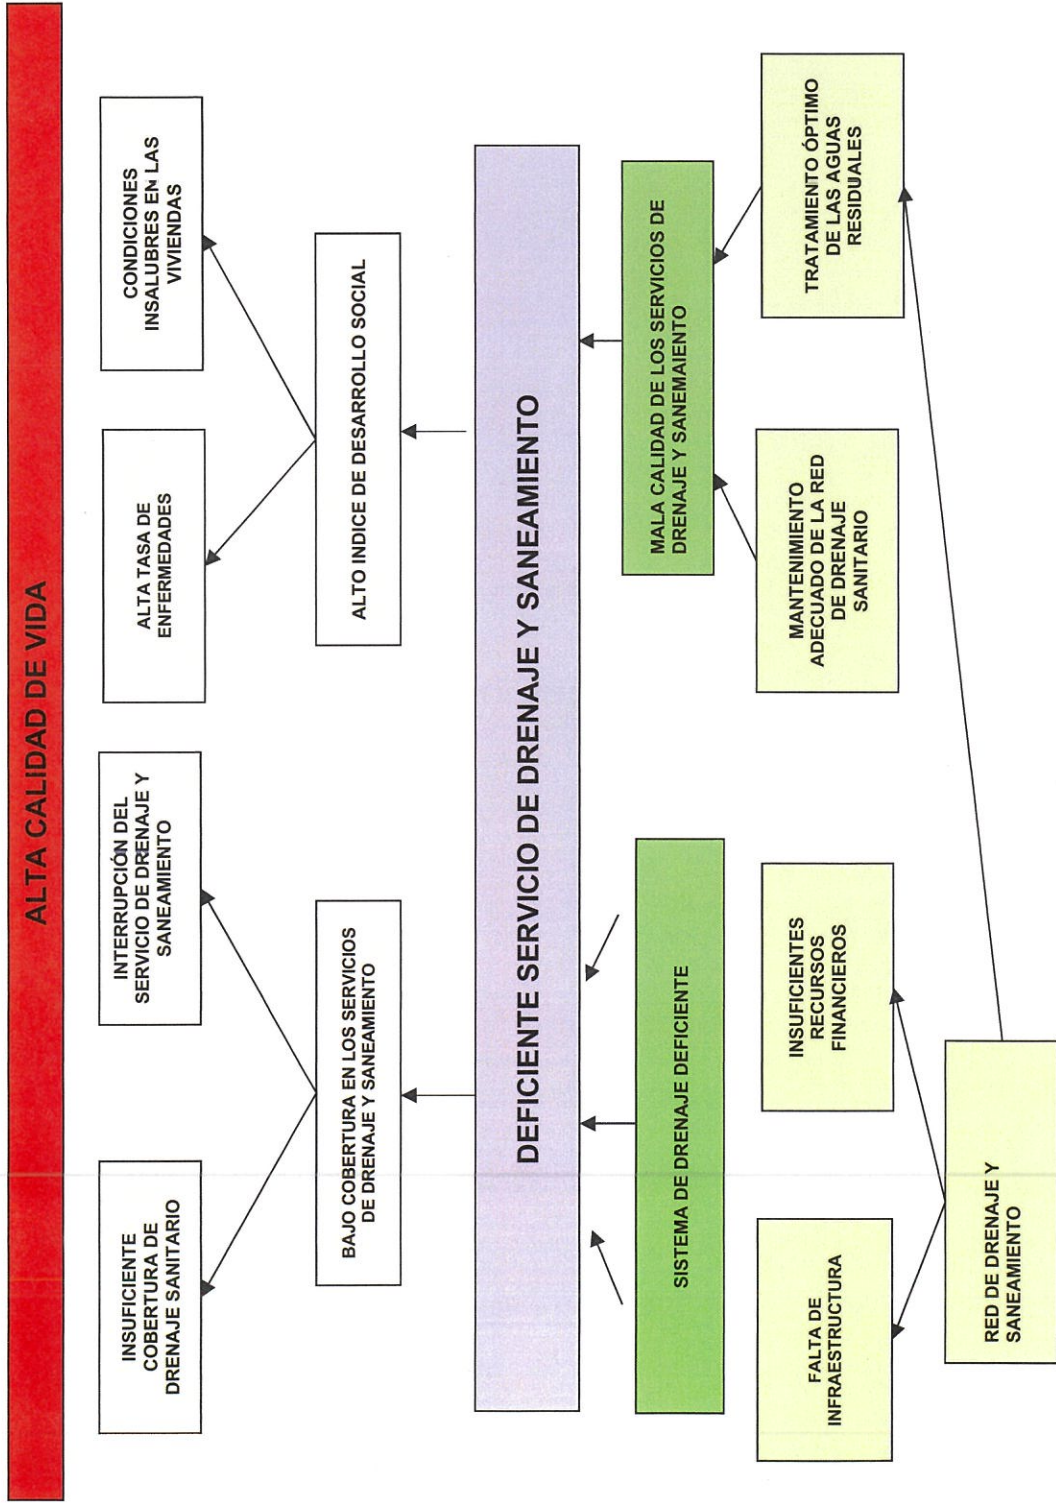 ALTA CALIDAD DE VIDA
INSUFICIENTE
COBERTURA DE
DRENAJE SANITARIO
INTERRUPCIÓN DEL
SERVICIO DE DRENAJE Y
SANEAMIENTO
ALTA TASA DE
ENFERMEDADES
CONDICIONES
INSALUBRES EN LAS
VIVIENDAS
BAJO COBERTURA EN LOS SERVICIOS
DE DRENAJE Y SANEAMIENTO
ALTO INDICE DE DESARROLLO SOCIAL
DEFICIENTE SERVICIO DE DRENAJE Y SANEAMIENTO
SISTEMA DE DRENAJE DEFICIENTE
MALA CALIDAD DE LOS SERVICIOS DE
DRENAJE Y SANEMAIENTO
FALTA DE
INFRAESTRUCTURA
INSUFICIENTES
RECURSOS
FINANCIEROS
MANTENIMIENTO
ADECUADO DE LA RED
DE DRENAJE
SANITARIO
TRATAMIENTO ÓPTIMO
DE LAS AGUAS
RESIDUALES
RED DE DRENAJE Y
SANEAMIENTO